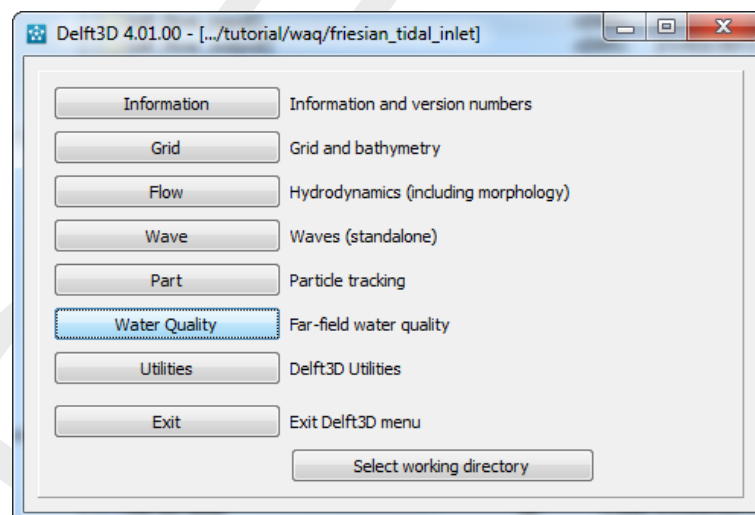 Delft3D 4.01.00 - [.../tutorial/waq/friesian_tidal_inlet]
Information Information and version numbers
Grid Grid and bathymetry
Flow Hydrodynamics (including morphology)
Wave Waves (standalone)
Part Particle tracking
Water Quality Far-field water quality
Utilities Delft3D Utilities
Exit Exit Delft3D menu
Select working directory